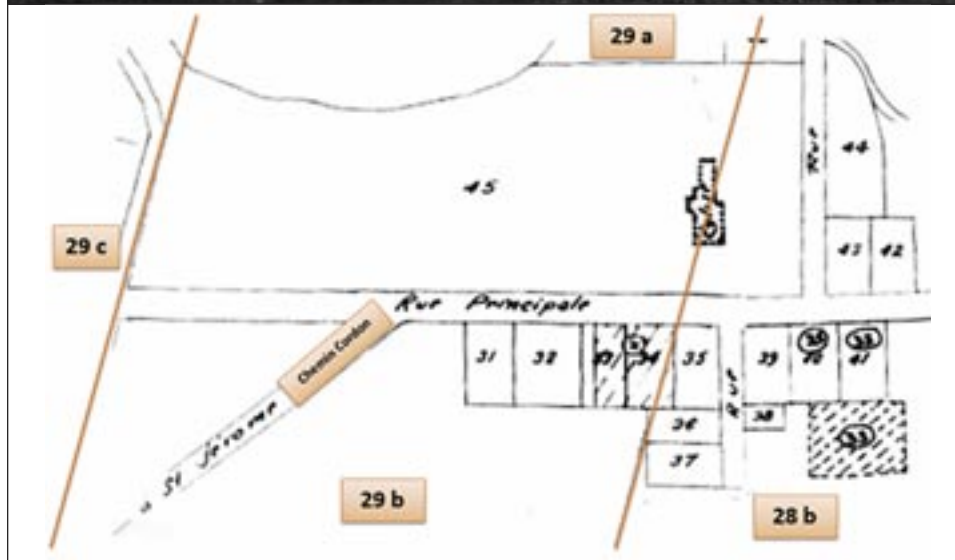 29 a
44
Rue
45
29 c
43 42
Rue Principale
Chemin Cordon
31 32 34 35 39 40 41
Rue
36 38
37
à St Jerome
29 b
28 b